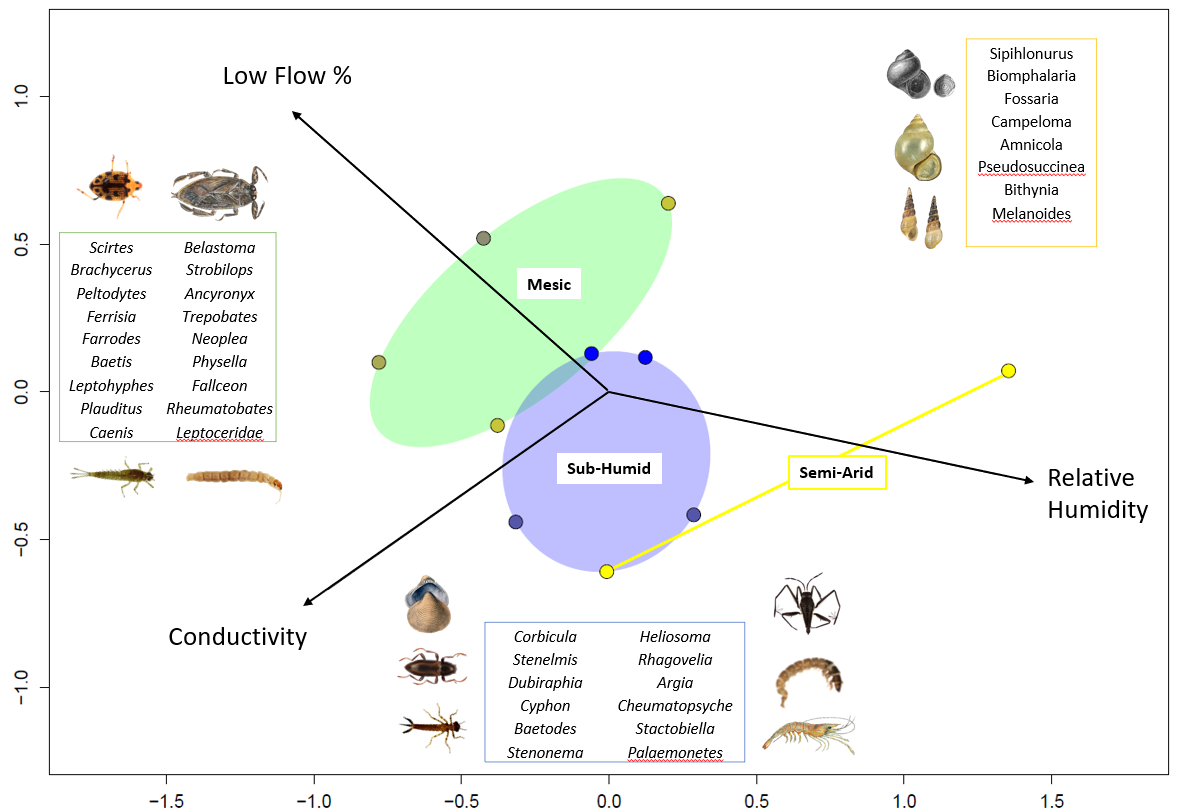 Low Flow %
Sipihlonurus
Biomphalaria
Fossaria
Campeloma
Amnicola
Pseudosuccinea
Bithynia
Melanoides
Scirtes Belastoma
Brachycerus Strobilops
Peltodytes Ancyronyx
Ferrisia Trepobates
Farrodes Neoplea
Baetis Physella
Leptohyphes Fallceon
Plauditus Rheumatobates
Caenis Leptoceridae
Mesic
Sub-Humid
Semi-Arid
Relative
Humidity
Conductivity
Corbicula Heliosoma
Stenelmis Rhagovelia
Dubiraphia Argia
Cyphon Cheumatopsyche
Baetodes Stactobiella
Stenonema Palaemonetes
1.0
0.5
0.0
−0.5
−1.0
−1.5 −1.0 −0.5 0.0 0.5 1.0 1.5